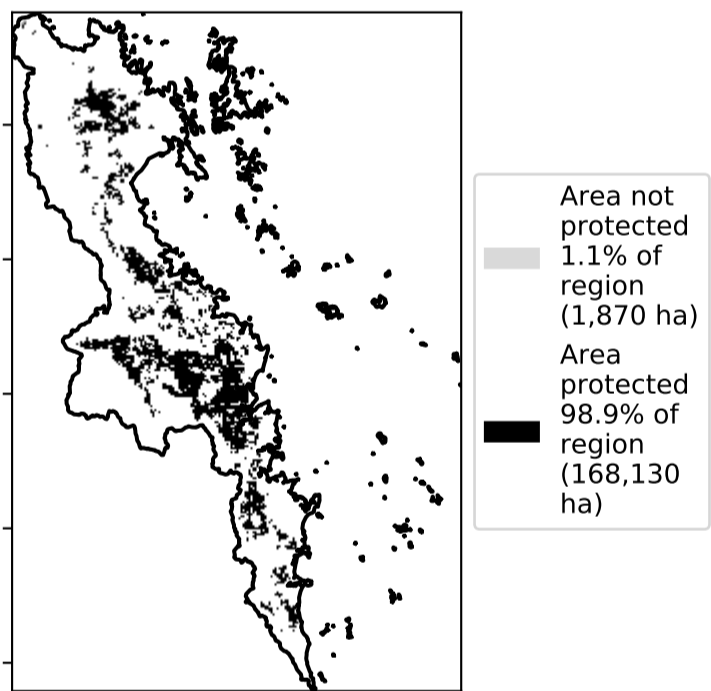 Area not
protected
1.1% of
region
(1,870 ha)
Area
protected
98.9% of
region
(168,130
ha)